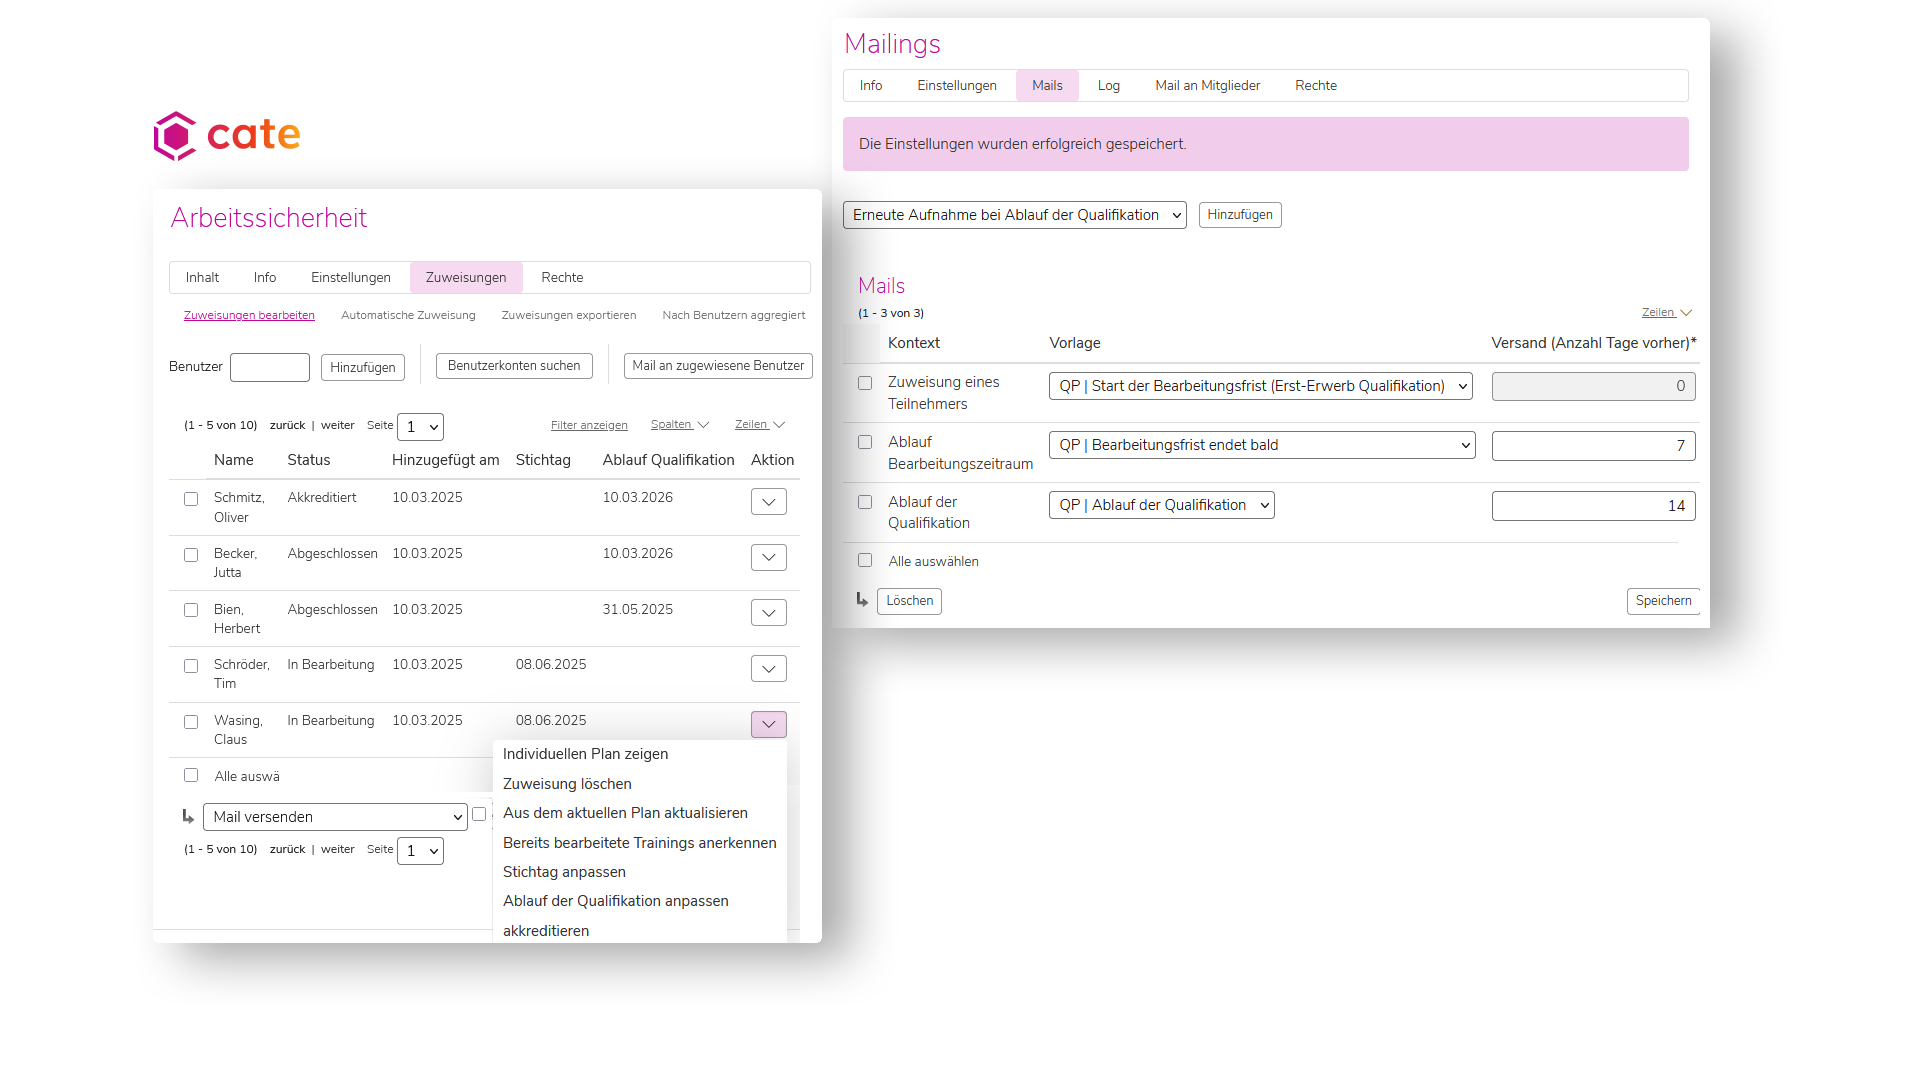 cate
Arbeitssicherheit
Inhalt Info Einstellungen Zuweisungen Rechte
Zuweisungen bearbeiten Automatische Zuweisung Zuweisungen exportieren Nach Benutzern aggregiert
Benutzer Hinzufügen Benutzerkonten suchen Mail an zugewiesene Benutzer
(1 - 5 von 10) zurück | weiter Seite 1 Filter anzeigen Spalten Zeilen
Name Status Hinzugefügt am Stichtag Ablauf Qualifikation Aktion
Schmitz, Akkreditiert 10.03.2025 10.03.2026
Oliver
Becker, Abgeschlossen 10.03.2025 10.03.2026
Jutta
Bien, Abgeschlossen 10.03.2025 31.05.2025
Herbert
Schröder, In Bearbeitung 10.03.2025 08.06.2025
Tim
Wasing, In Bearbeitung 10.03.2025 08.06.2025
Claus
Alle auswä
Mail versenden
(1 - 5 von 10) zurück | weiter Seite 1
Individuellen Plan zeigen
Zuweisung löschen
Aus dem aktuellen Plan aktualisieren
Bereits bearbeitete Trainings anerkennen
Stichtag anpassen
Ablauf der Qualifikation anpassen
akkreditieren
Mailings
Info Einstellungen Mails Log Mail an Mitglieder Rechte
Die Einstellungen wurden erfolgreich gespeichert.
Erneute Aufnahme bei Ablauf der Qualifikation Hinzufügen
Mails
(1 - 3 von 3) Zeilen
Kontext Vorlage Versand (Anzahl Tage vorher)*
Zuweisung eines QP | Start der Bearbeitungsfrist (Erst-Erwerb Qualifikation) 0
Teilnehmers
Ablauf QP | Bearbeitungsfrist endet bald 7
Bearbeitungszeitraum
Ablauf der QP | Ablauf der Qualifikation 14
Qualifikation
Alle auswählen
Löschen Speichern